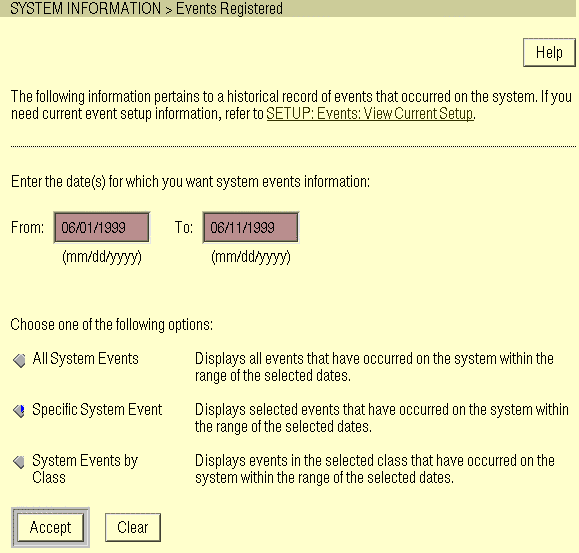 SYSTEM INFORMATION > Events Registered
Help
The following information pertains to a historical record of events that occurred on the system. If you
need current event setup information, refer to SETUP: Events: View Current Setup.
Enter the date(s) for which you want system events information:
From: 06/01/1999 To: 06/11/1999
(mm/dd/yyyy) (mm/dd/yyyy)
Choose one of the following options:
All System Events Displays all events that have occurred on the system within the
range of the selected dates.
Specific System Event Displays selected events that have occurred on the system within
the range of the selected dates.
System Events by Displays events in the selected class that have occurred on the
Class system within the range of the selected dates.
Accept Clear